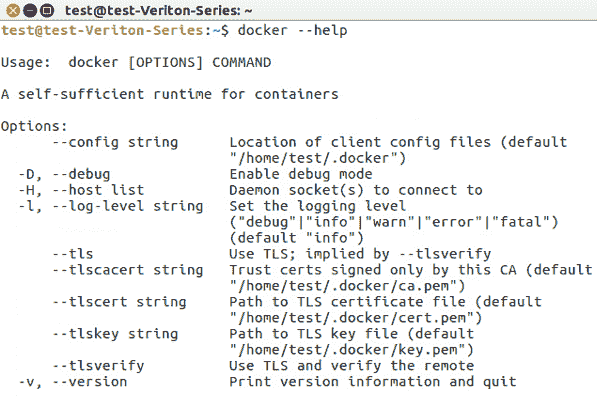 test@test-Veriton-Series: ~
test@test-Veriton-Series:~$ docker --help
Usage:  docker [OPTIONS] COMMAND
A self-sufficient runtime for containers
Options:
      --config string      Location of client config files (default
                           "/home/test/.docker")
  -D, --debug              Enable debug mode
  -H, --host list          Daemon socket(s) to connect to
  -l, --log-level string   Set the logging level
                           ("debug"|"info"|"warn"|"error"|"fatal")
                           (default "info")
      --tls                Use TLS; implied by --tlsverify
      --tlscacert string   Trust certs signed only by this CA (default
                           "/home/test/.docker/ca.pem")
      --tlscert string     Path to TLS certificate file (default
                           "/home/test/.docker/cert.pem")
      --tlskey string      Path to TLS key file (default
                           "/home/test/.docker/key.pem")
      --tlsverify          Use TLS and verify the remote
  -v, --version            Print version information and quit